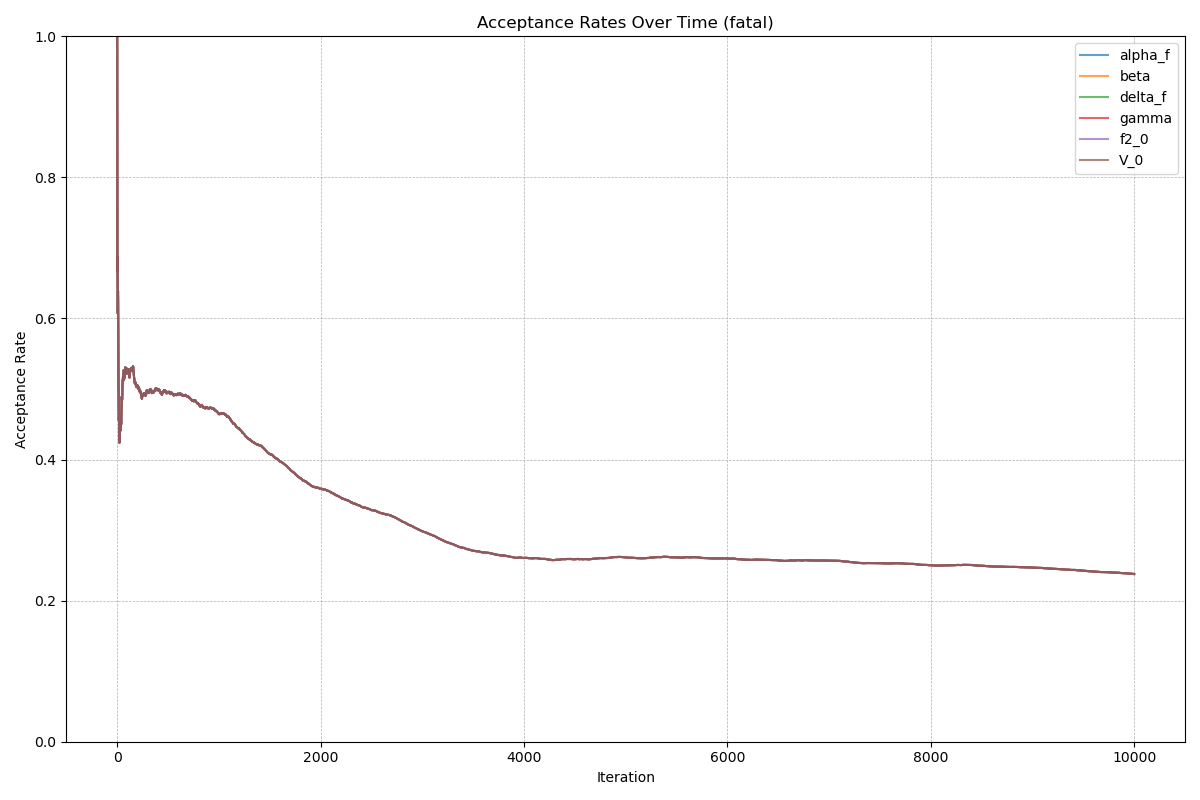 Acceptance Rates Over Time (fatal)
1.0
0.8
0.6
0.4
0.2
0.0
Acceptance Rate
0
2000
4000
6000
8000
10000
Iteration
alpha_f
beta
delta_f
gamma
f2_0
V_0